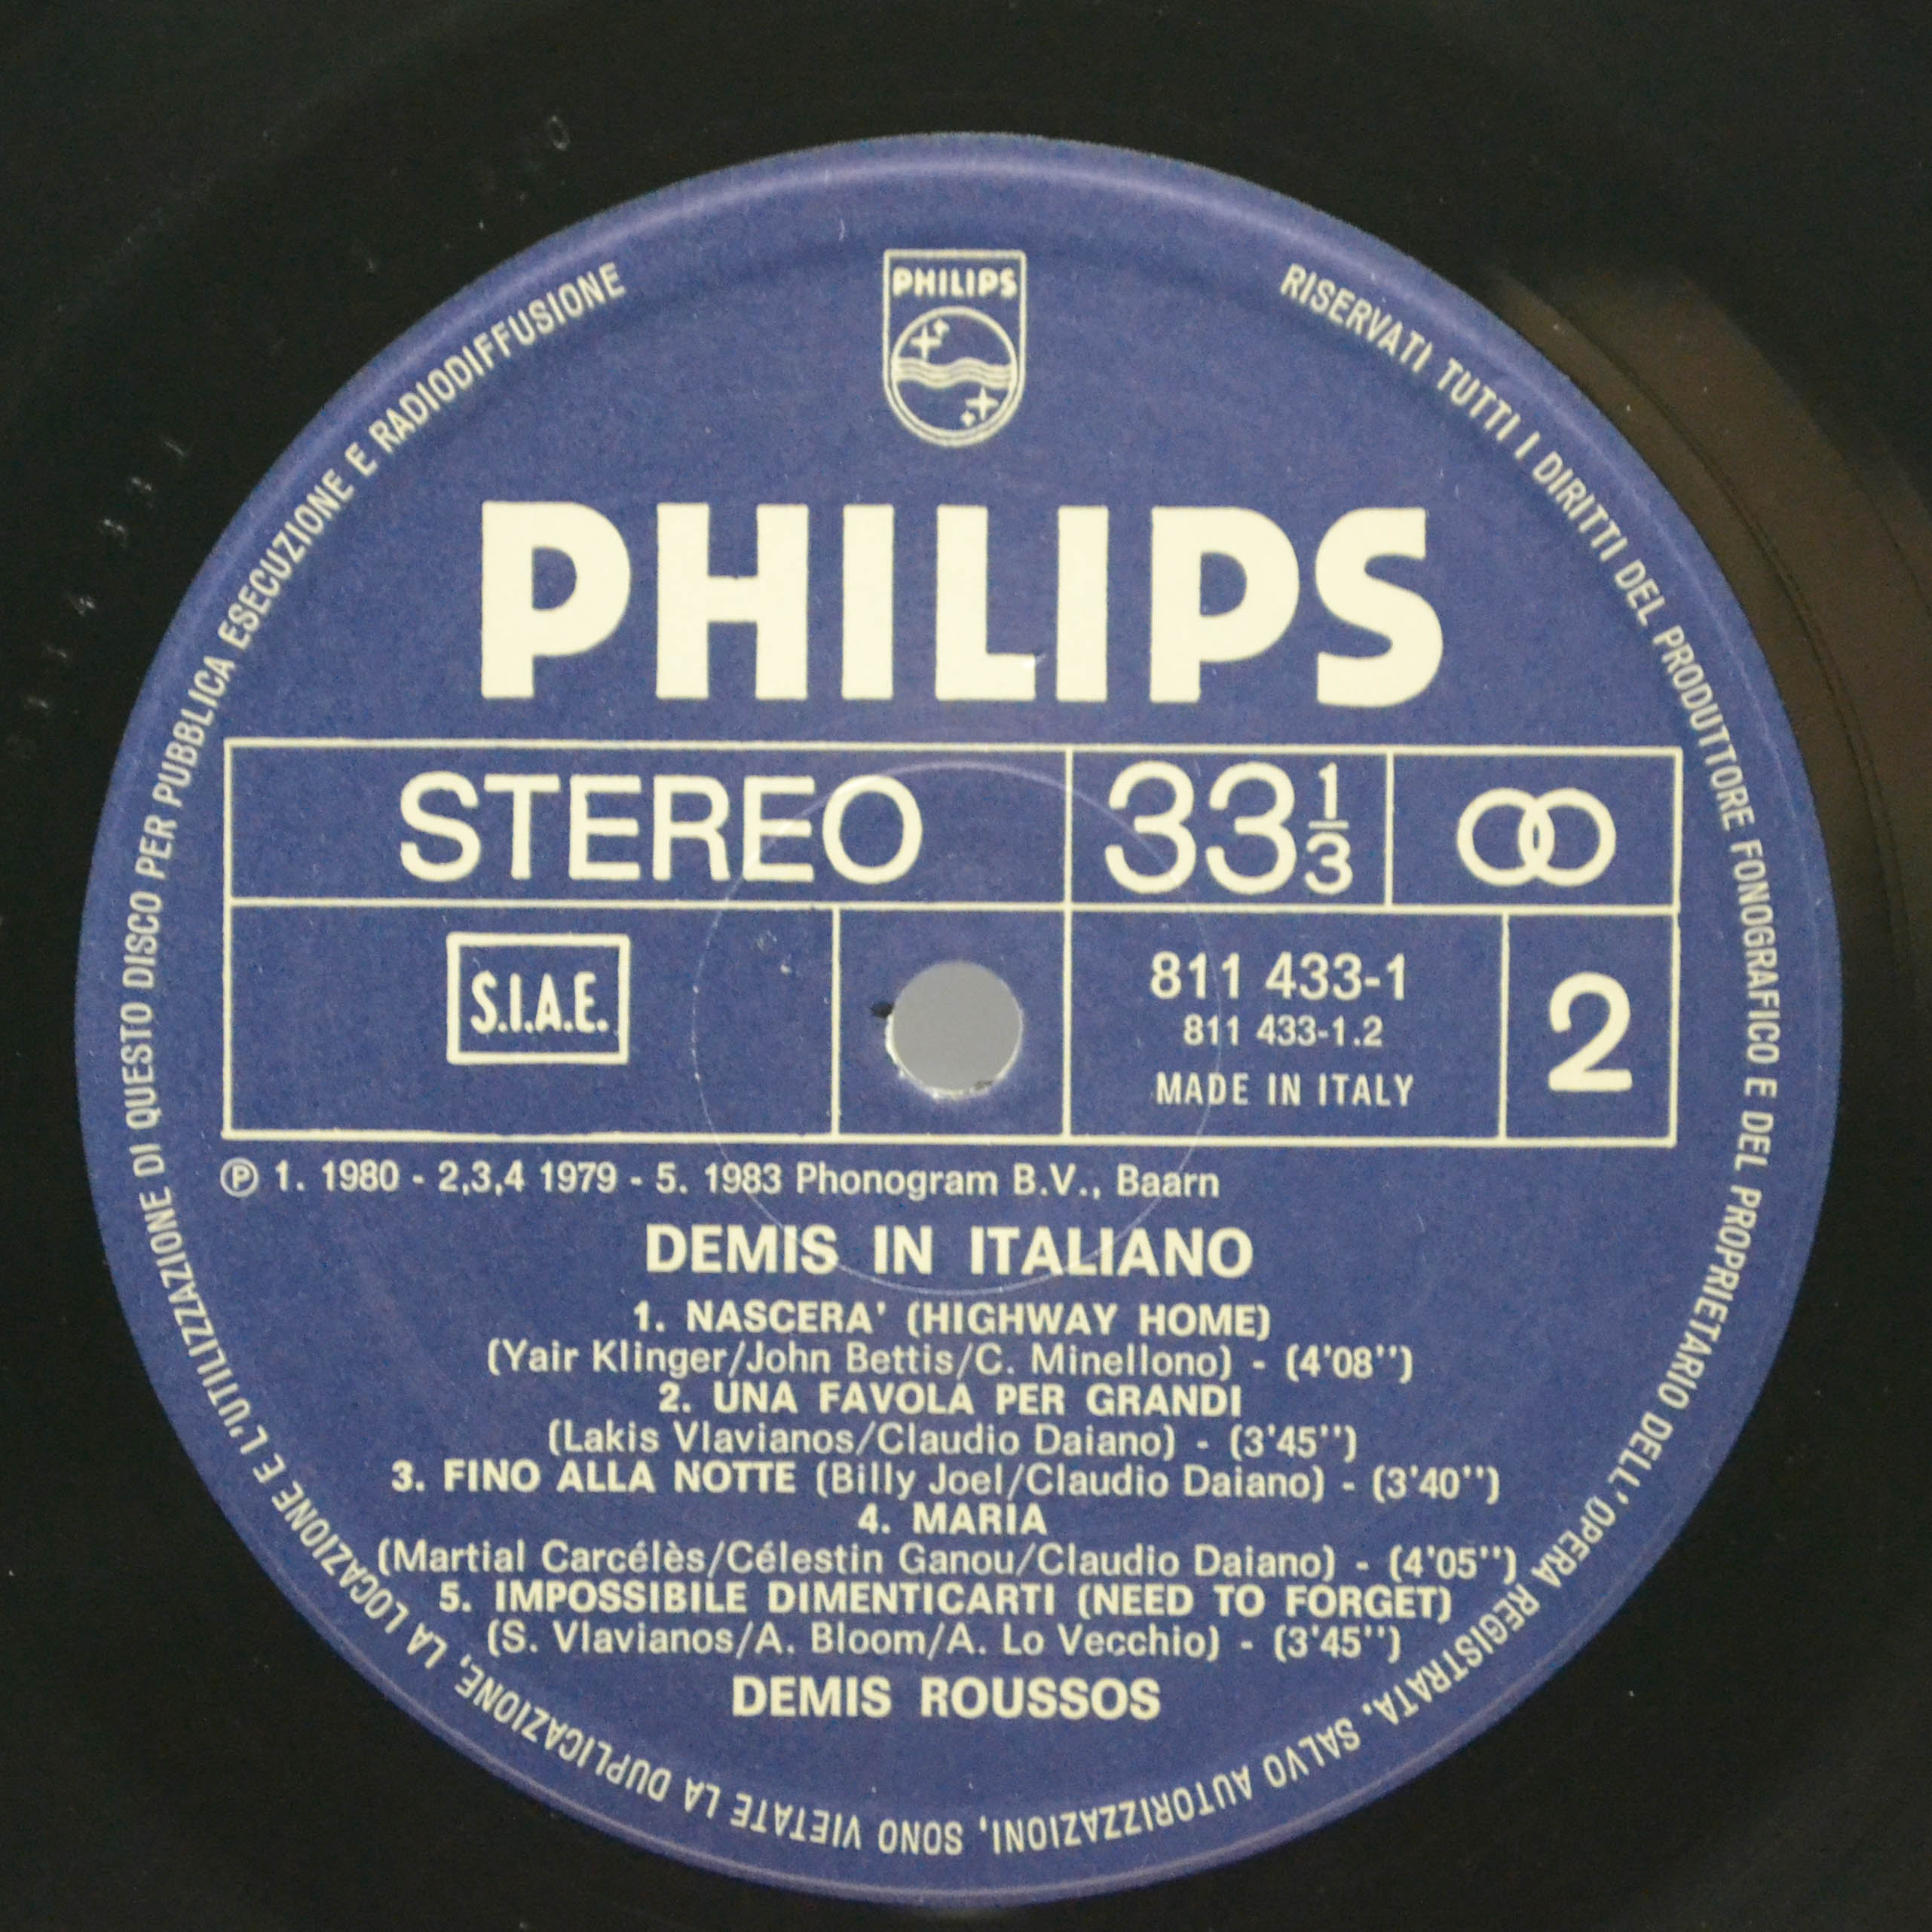 PHILIPS
PHILIPS
STEREO
33 1/3
S.I.A.E.
811 433-1
811 433-1.2
MADE IN ITALY
2
Ⓟ 1. 1980 - 2,3,4 1979 - 5. 1983 Phonogram B.V., Baarn
DEMIS IN ITALIANO
1. NASCERA' (HIGHWAY HOME)
(Yair Klinger/John Bettis/C. Minellono) - (4'08'')
2. UNA FAVOLA PER GRANDI
(Lakis Vlavianos/Claudio Daiano) - (3'45'')
3. FINO ALLA NOTTE (Billy Joel/Claudio Daiano) - (3'40'')
4. MARIA
(Martial Carcélès/Célestin Ganou/Claudio Daiano) - (4'05'')
5. IMPOSSIBILE DIMENTICARTI (NEED TO FORGET)
(S. Vlavianos/A. Bloom/A. Lo Vecchio) - (3'45'')
DEMIS ROUSSOS
RISERVATI TUTTI I DIRITTI DEL PRODUTTORE FONOGRAFICO E DEL PROPRIETARIO DELL'OPERA REGISTRATA. SALVO AUTORIZZAZIONI, SONO VIETATE LA DUPLICAZIONE, LA LOCAZIONE E L'UTILIZZAZIONE DI QUESTO DISCO PER PUBBLICA ESECUZIONE E RADIODIFFUSIONE